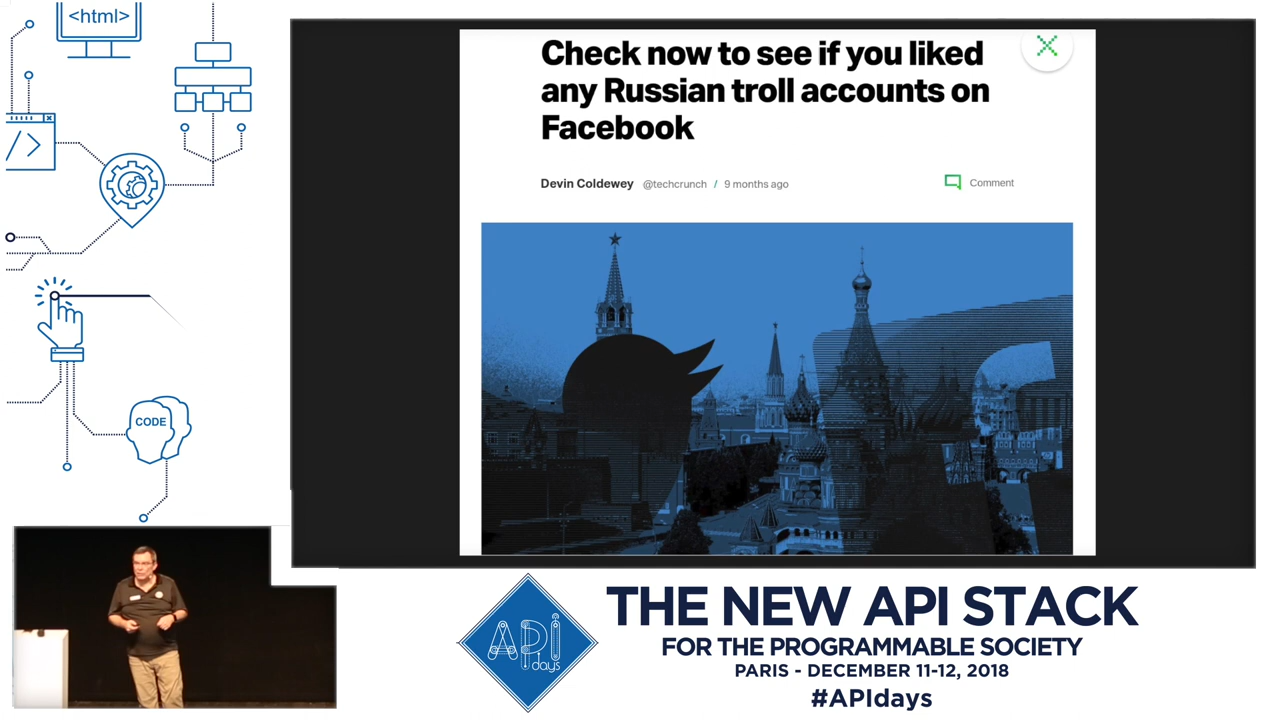 <html>
</>
CODE
Check now to see if you liked
any Russian troll accounts on
Facebook
Devin Coldewey @techcrunch / 9 months ago
Comment
API
days
THE NEW API STACK
FOR THE PROGRAMMABLE SOCIETY
PARIS - DECEMBER 11-12, 2018
#APIdays